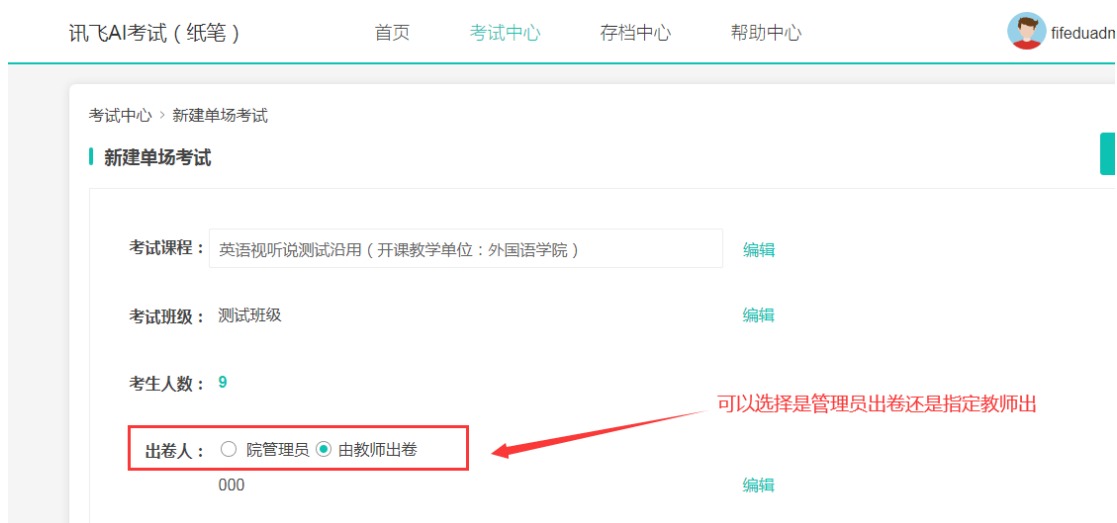 讯飞AI考试（纸笔） 首页 考试中心 存档中心 帮助中心 fifeduadm
考试中心 > 新建单场考试
新建单场考试
考试课程： 英语视听说测试沿用（开课教学单位：外国语学院） 编辑
考试班级： 测试班级 编辑
考生人数： 9
可以选择是管理员出卷还是指定教师出
出卷人： 院管理员 由教师出卷
000 编辑